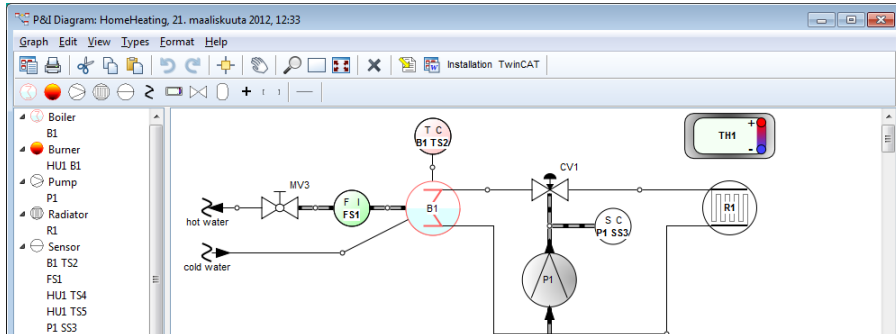 P&I Diagram: HomeHeating, 21. maaliskuuta 2012, 12:33
Graph Edit View Types Format Help
Installation TwinCAT
Boiler
B1
Burner
HU1 B1
Pump
P1
Radiator
R1
Sensor
B1 TS2
FS1
HU1 TS4
HU1 TS5
P1 SS3
T C
B1 TS2
TH1
+
-
CV1
MV3
F I
FS1
B1
S C
P1 SS3
R1
hot water
cold water
P1